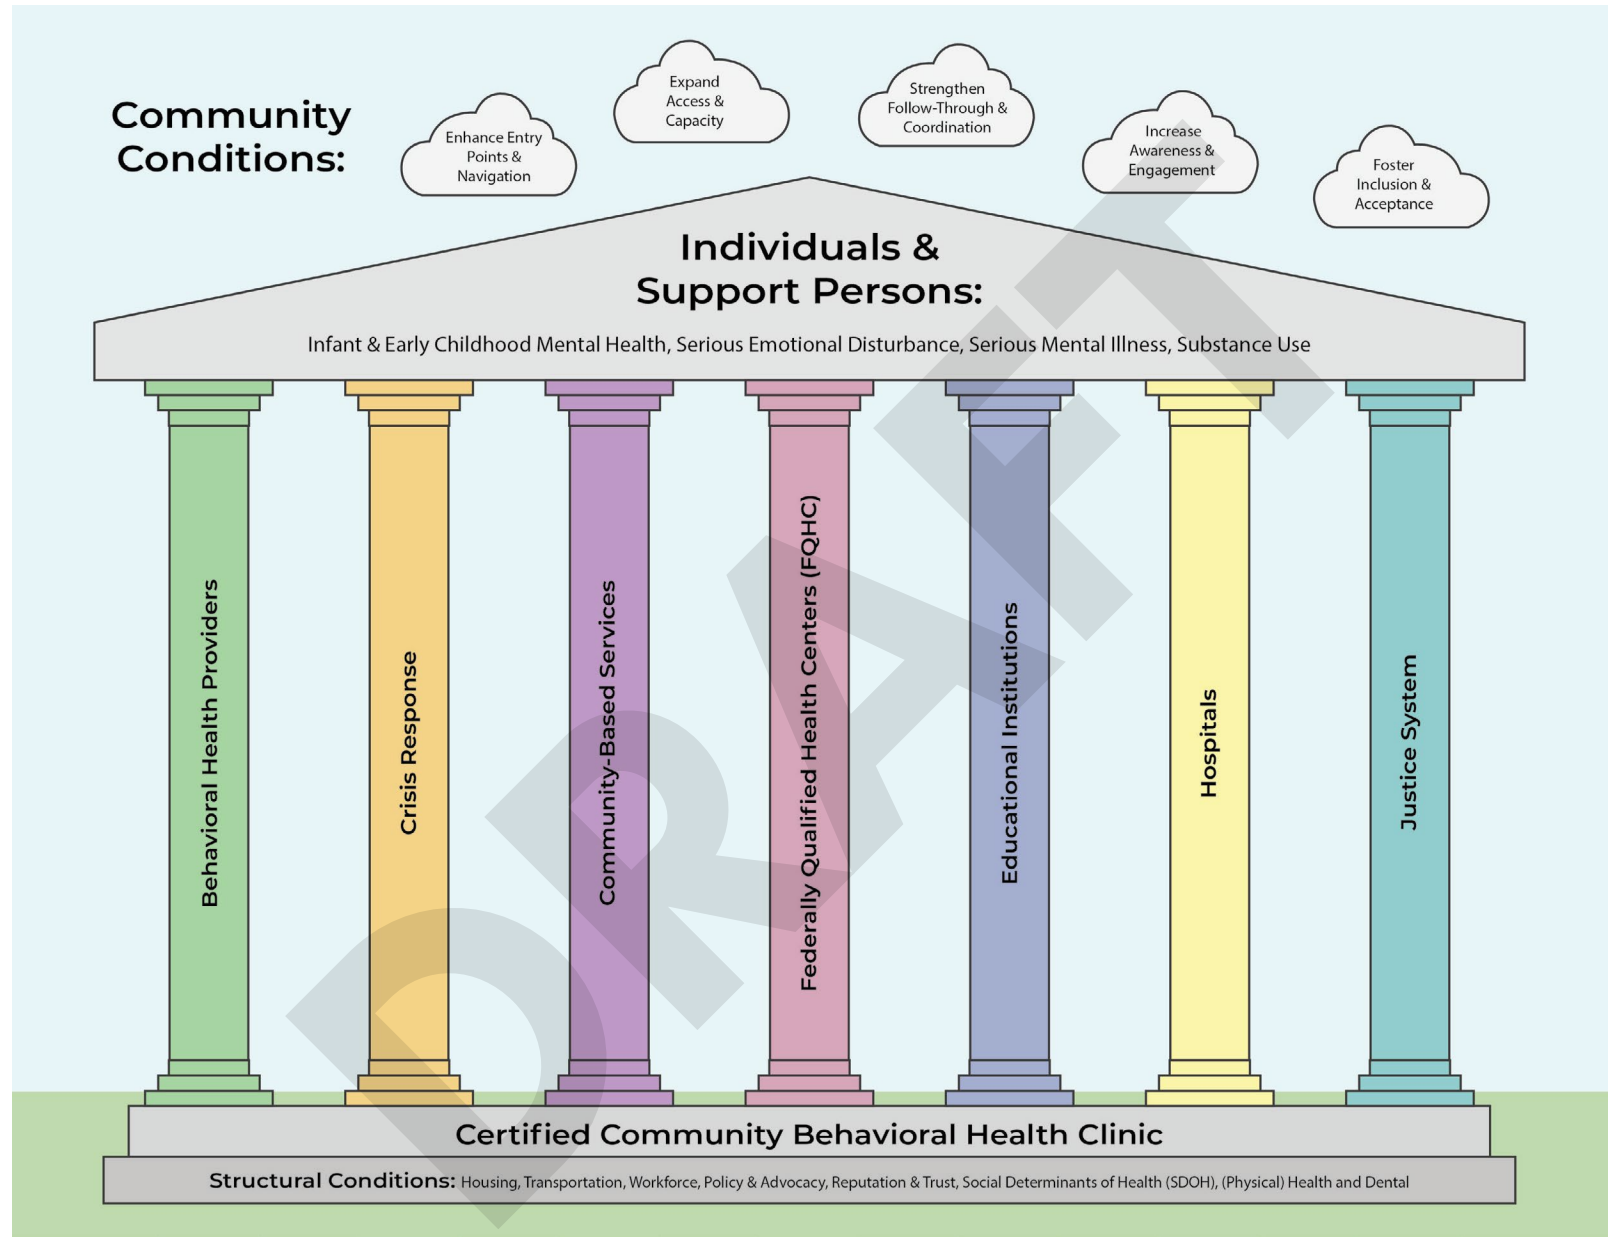 Community
Conditions:
Enhance Entry
Points &
Navigation
Expand
Access &
Capacity
Strengthen
Follow-Through &
Coordination
Increase
Awareness &
Engagement
Foster
Inclusion &
Acceptance
Individuals &
Support Persons:
Infant & Early Childhood Mental Health, Serious Emotional Disturbance, Serious Mental Illness, Substance Use
Behavioral Health Providers
Crisis Response
Community-Based Services
Federally Qualified Health Centers (FQHC)
Educational Institutions
Hospitals
Justice System
DRAFT
Certified Community Behavioral Health Clinic
Structural Conditions: Housing, Transportation, Workforce, Policy & Advocacy, Reputation & Trust, Social Determinants of Health (SDOH), (Physical) Health and Dental